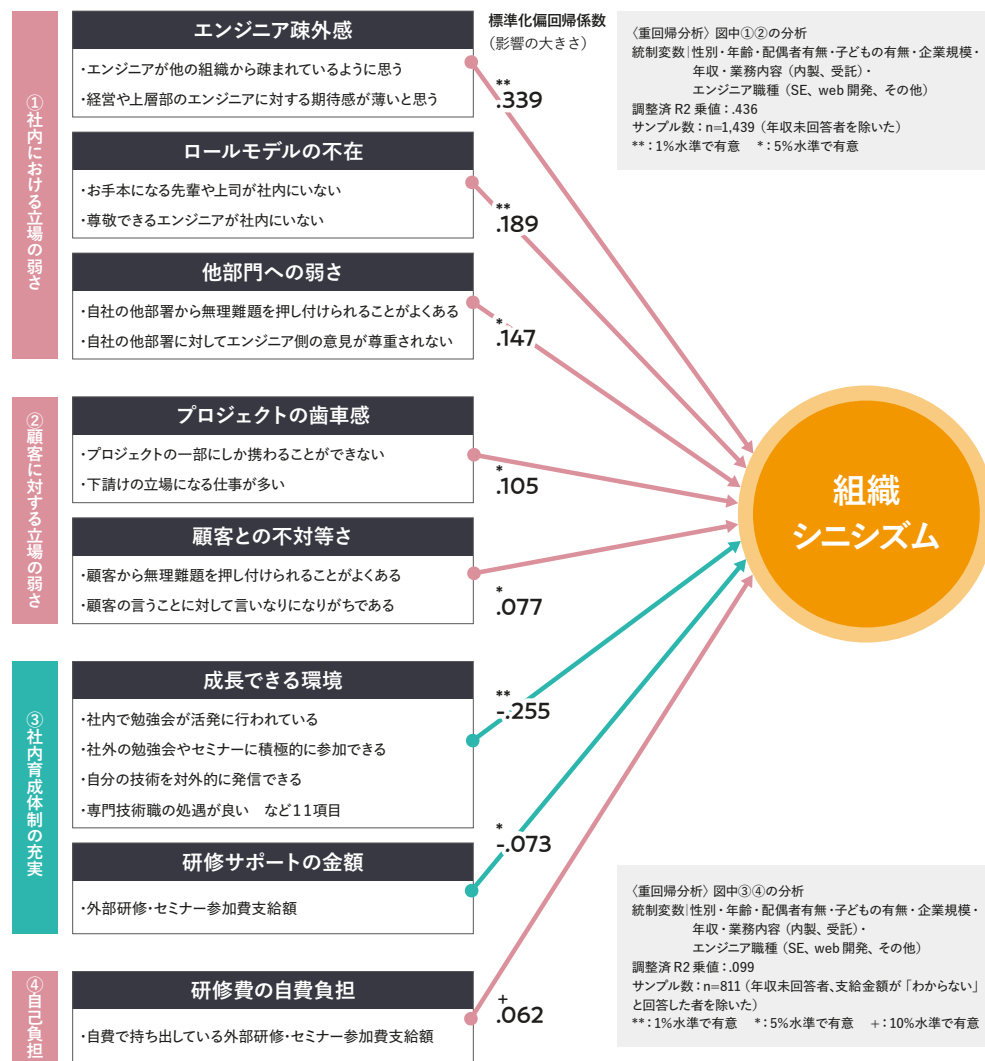 ①社内における立場の弱さ
エンジニア疎外感
・エンジニアが他の組織から疎まれているように思う
・経営や上層部のエンジニアに対する期待感が薄いと思う
ロールモデルの不在
・お手本になる先輩や上司が社内にいない
・尊敬できるエンジニアが社内にいない
他部門への弱さ
・自社の他部署から無理難題を押し付けられることがよくある
・自社の他部署に対してエンジニア側の意見が尊重されない
標準化偏回帰係数
(影響の大きさ)
**
.339
**
.189
*
.147
〈重回帰分析〉図中①②の分析
統制変数|性別・年齢・配偶者有無・子どもの有無・企業規模・
年収・業務内容(内製、受託)・
エンジニア職種(SE、web開発、その他)
調整済R2乗値:.436
サンプル数:n=1,439(年収未回答者を除いた)
**:1%水準で有意 *:5%水準で有意
②顧客に対する立場の弱さ
プロジェクトの歯車感
・プロジェクトの一部にしか携わることができない
・下請けの立場になる仕事が多い
顧客との不対等さ
・顧客から無理難題を押し付けられることがよくある
・顧客の言うことに対して言いなりになりがちである
*
.105
*
.077
組織
シニシズム
③社内育成体制の充実
成長できる環境
・社内で勉強会が活発に行われている
・社外の勉強会やセミナーに積極的に参加できる
・自分の技術を対外的に発信できる
・専門技術職の処遇が良い など11項目
研修サポートの金額
・外部研修・セミナー参加費支給額
**
-.255
*
-.073
④自己負担
研修費の自費負担
・自費で持ち出している外部研修・セミナー参加費支給額
+
.062
〈重回帰分析〉図中③④の分析
統制変数|性別・年齢・配偶者有無・子どもの有無・企業規模・
年収・業務内容(内製、受託)・
エンジニア職種(SE、web開発、その他)
調整済R2乗値:.099
サンプル数:n=811(年収未回答者、支給金額が「わからない」
と回答した者を除いた)
**:1%水準で有意 *:5%水準で有意 +:10%水準で有意